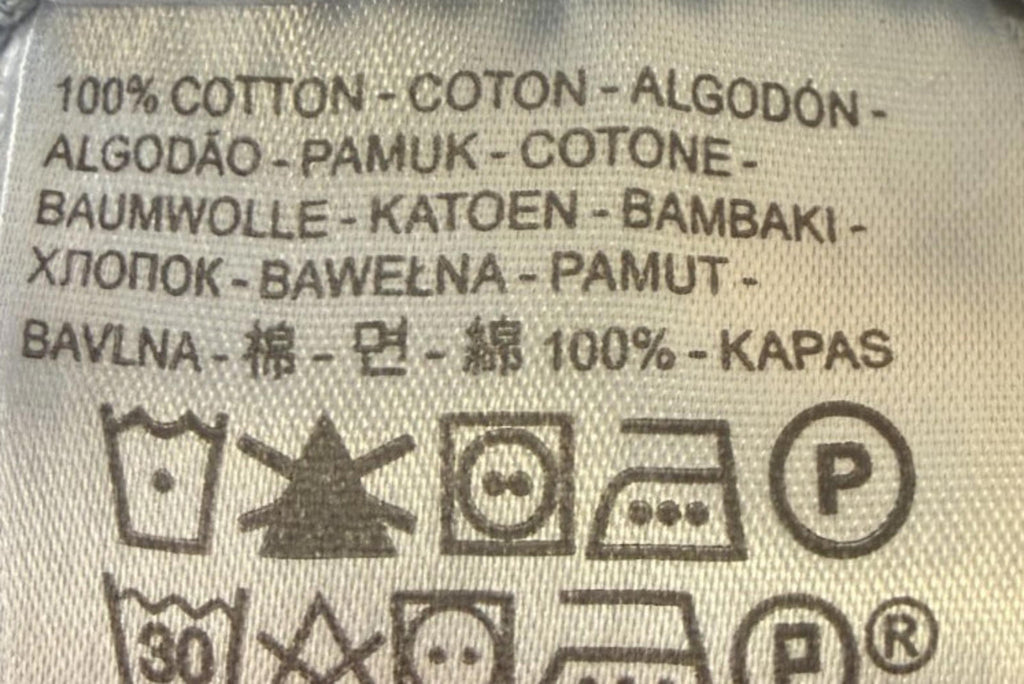 100% COTTON - COTON - ALGODÓN -
ALGODÃO - PAMUK - COTONE -
BAUMWOLLE - KATOEN - BAMBAKI -
ХЛОПОК - BAWEŁNA - PAMUT -
BAVLNA - 棉 - 면 - 綿 100% - KAPAS
P
30 P ®